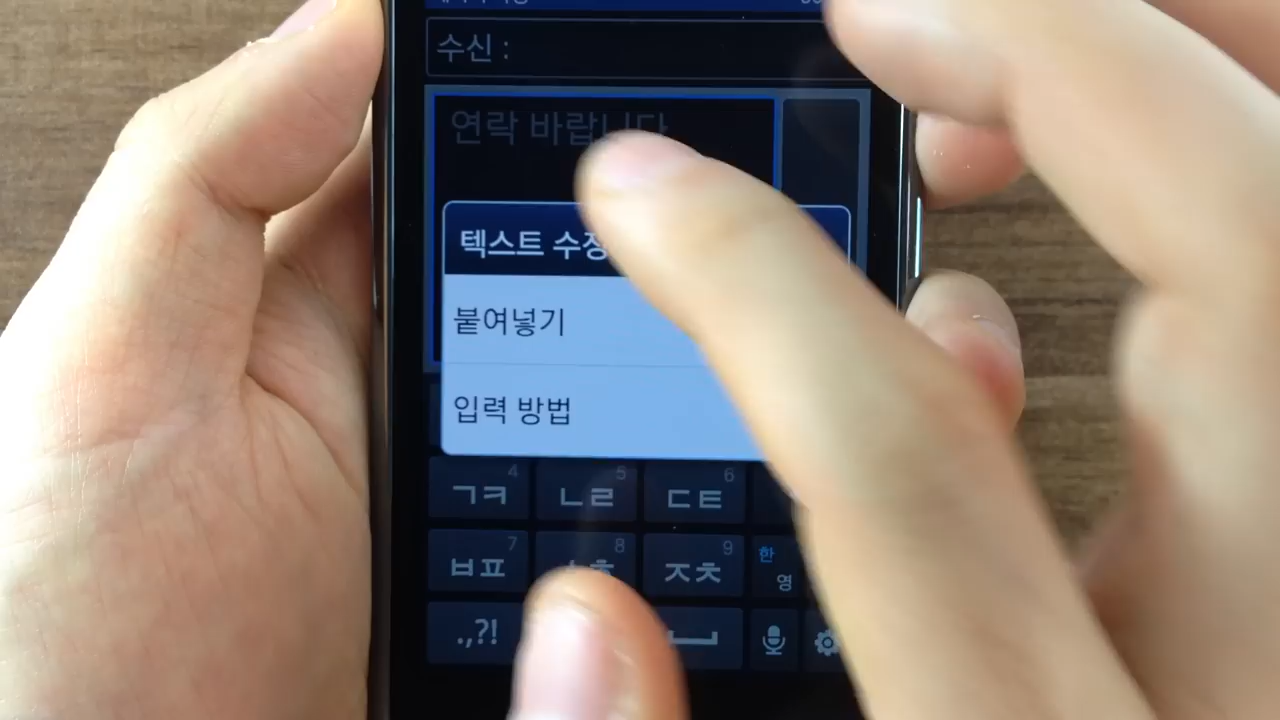 수신 :
연락 바랍니다
텍스트 수정
붙여넣기
입력 방법
4 5 6
ㄱㅋ ㄴㄹ ㄷㅌ
7 8 9
ㅂㅍ ㅅㅎ ㅈㅊ 한
영
.,?!